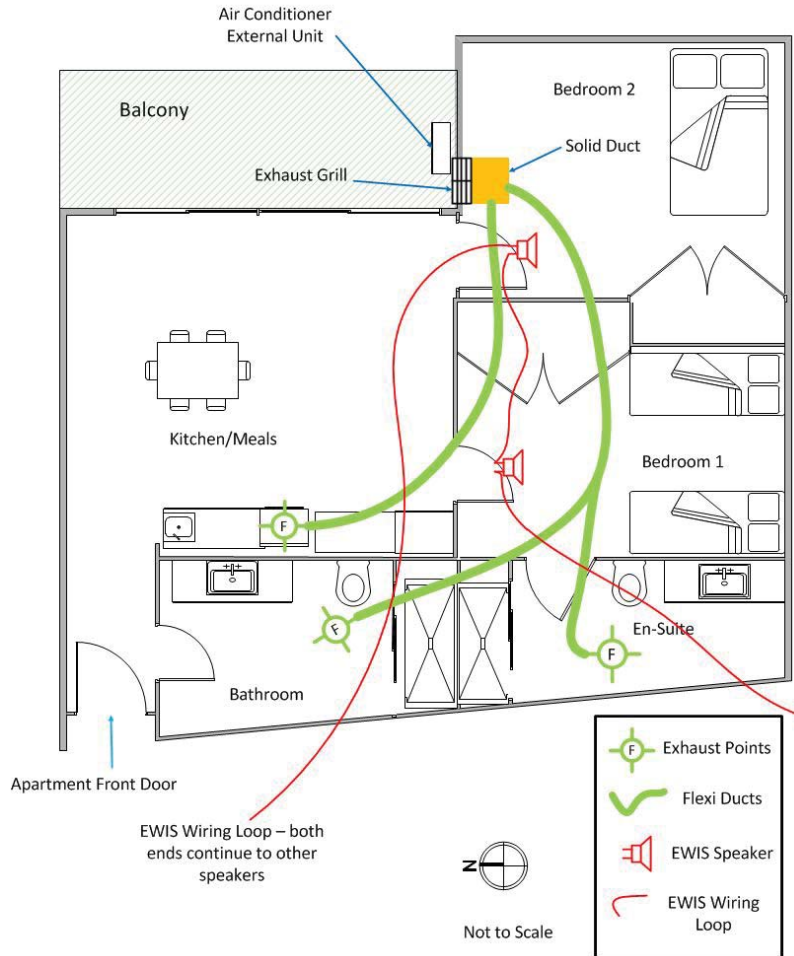 Air Conditioner
External Unit
Bedroom 2
Balcony
Solid Duct
Exhaust Grill
Kitchen/Meals
Bedroom 1
F
En-Suite
F
F
Bathroom
Apartment Front Door
EWIS Wiring Loop – both
ends continue to other
speakers
N
Not to Scale
F Exhaust Points
Flexi Ducts
EWIS Speaker
EWIS Wiring
Loop